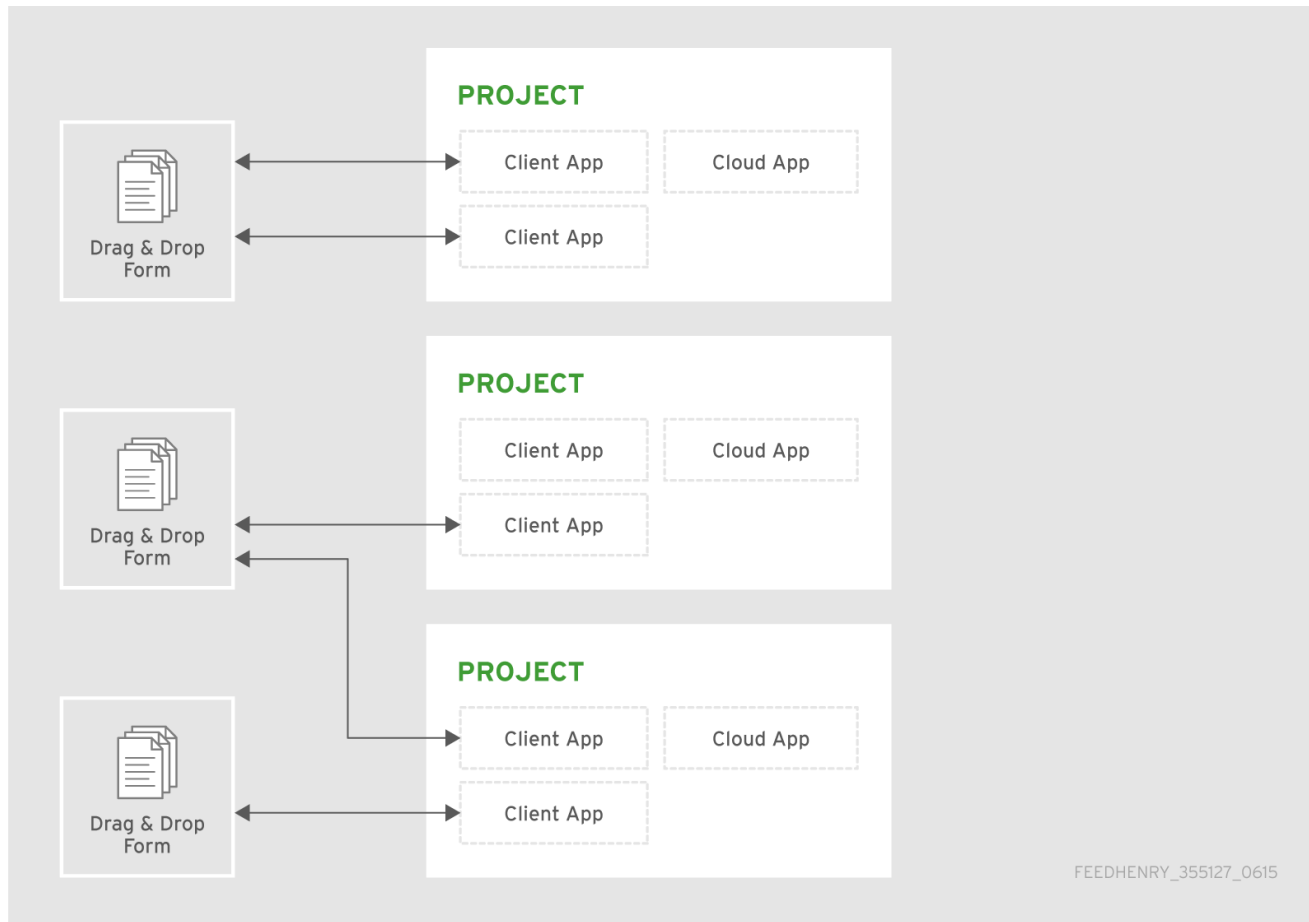 PROJECT
Client App
Cloud App
Client App
Drag & Drop
Form
PROJECT
Client App
Cloud App
Client App
Drag & Drop
Form
PROJECT
Client App
Cloud App
Client App
Drag & Drop
Form
FEEDHENRY_355127_0615